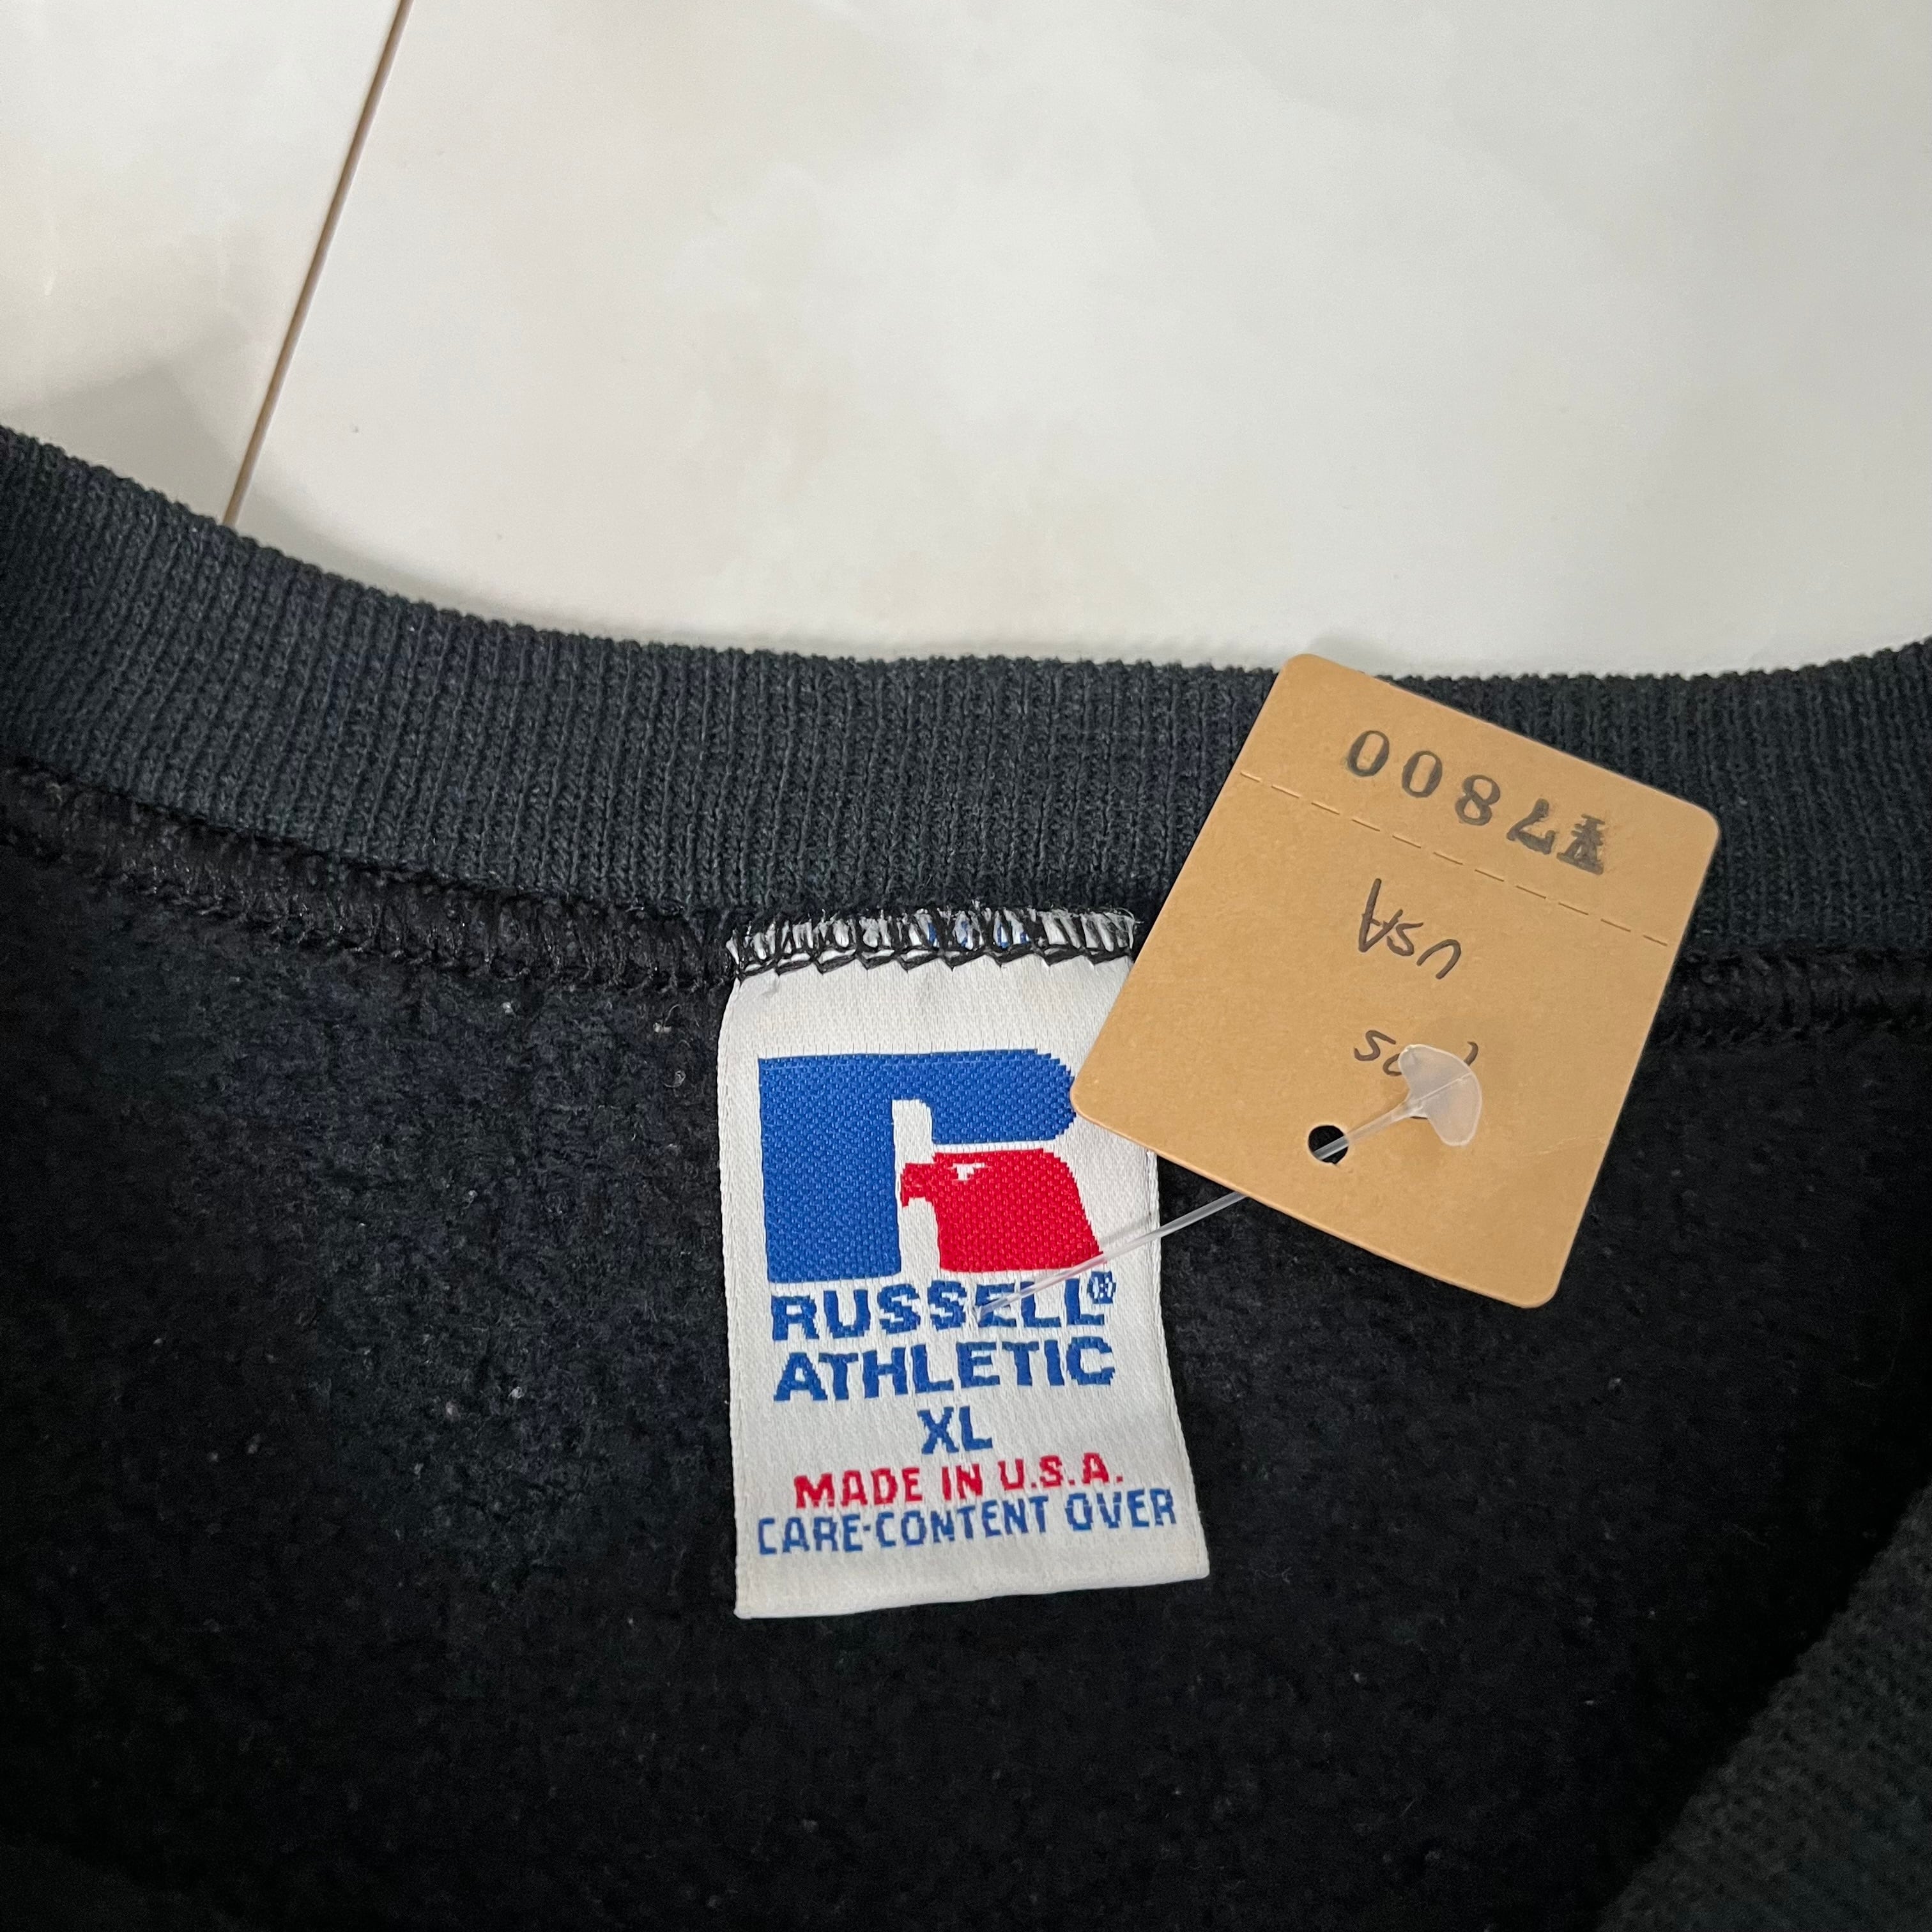 ¥7800
USA
RUSSELL®
ATHLETIC
XL
MADE IN U.S.A.
CARE-CONTENT OVER